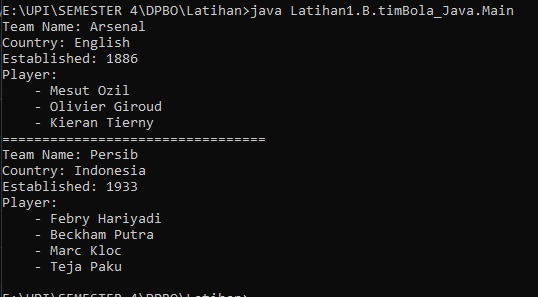 E:\UPI\SEMESTER 4\DPBO\Latihan>java Latihan1.B.timBola_Java.Main
Team Name: Arsenal
Country: English
Established: 1886
Player:
    - Mesut Ozil
    - Olivier Giroud
    - Kieran Tierny
================================
Team Name: Persib
Country: Indonesia
Established: 1933
Player:
    - Febry Hariyadi
    - Beckham Putra
    - Marc Kloc
    - Teja Paku
E:\UPI\SEMESTER 4\DPBO\Latihan>